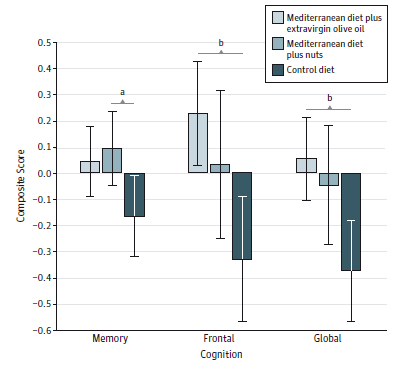 Mediterranean diet plus
extravirgin olive oil
Mediterranean diet
plus nuts
Control diet
0.5
0.4
0.3
0.2
0.1
0.0
−0.1
−0.2
−0.3
−0.4
−0.5
−0.6
Composite Score
a
b
b
Memory
Frontal
Global
Cognition